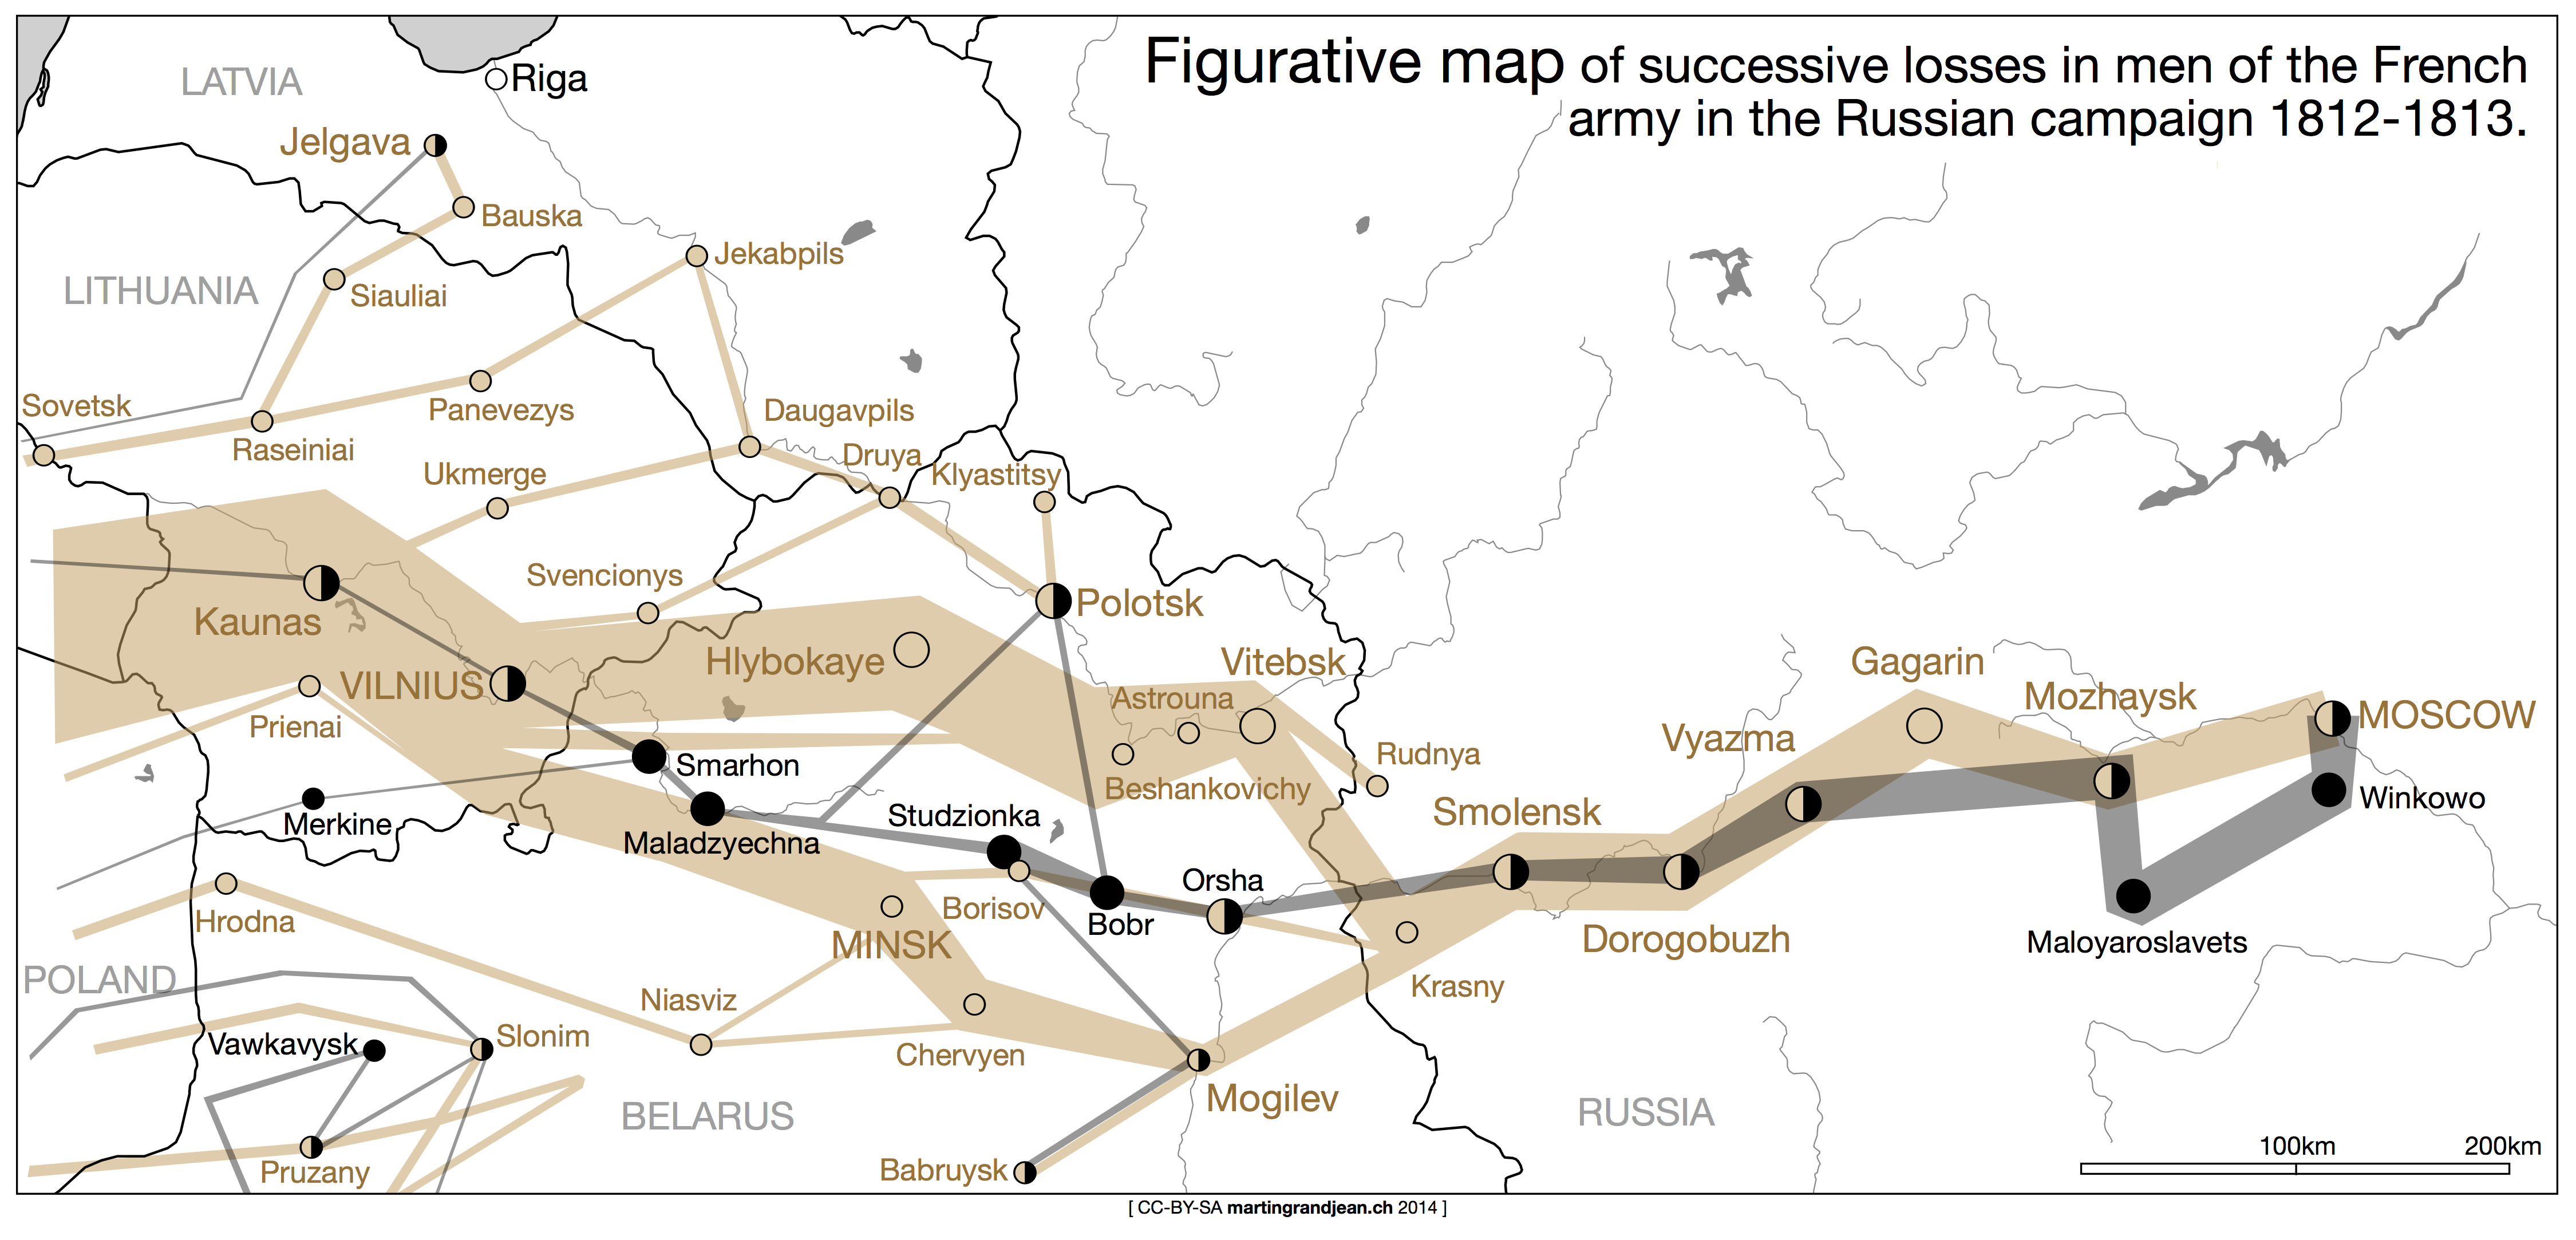 Figurative map of successive losses in men of the French
army in the Russian campaign 1812-1813.
LATVIA
Riga
Jelgava
Bauska
Jekabpils
LITHUANIA
Siauliai
Sovetsk
Panevezys
Daugavpils
Raseiniai
Druya
Ukmerge
Klyastitsy
Svencionys
Kaunas
Polotsk
Hlybokaye
Vitebsk
Gagarin
VILNIUS
Astrouna
Mozhaysk
MOSCOW
Prienai
Vyazma
Rudnya
Smarhon
Beshankovichy
Winkowo
Merkine
Studzionka
Smolensk
Maladzyechna
Orsha
Borisov
Hrodna
Bobr
MINSK
Dorogobuzh
Maloyaroslavets
POLAND
Krasny
Niasviz
Slonim
Vawkavysk
Chervyen
Mogilev
BELARUS
RUSSIA
100km 200km
Pruzany
Babruysk
[ CC-BY-SA martingrandjean.ch 2014 ]